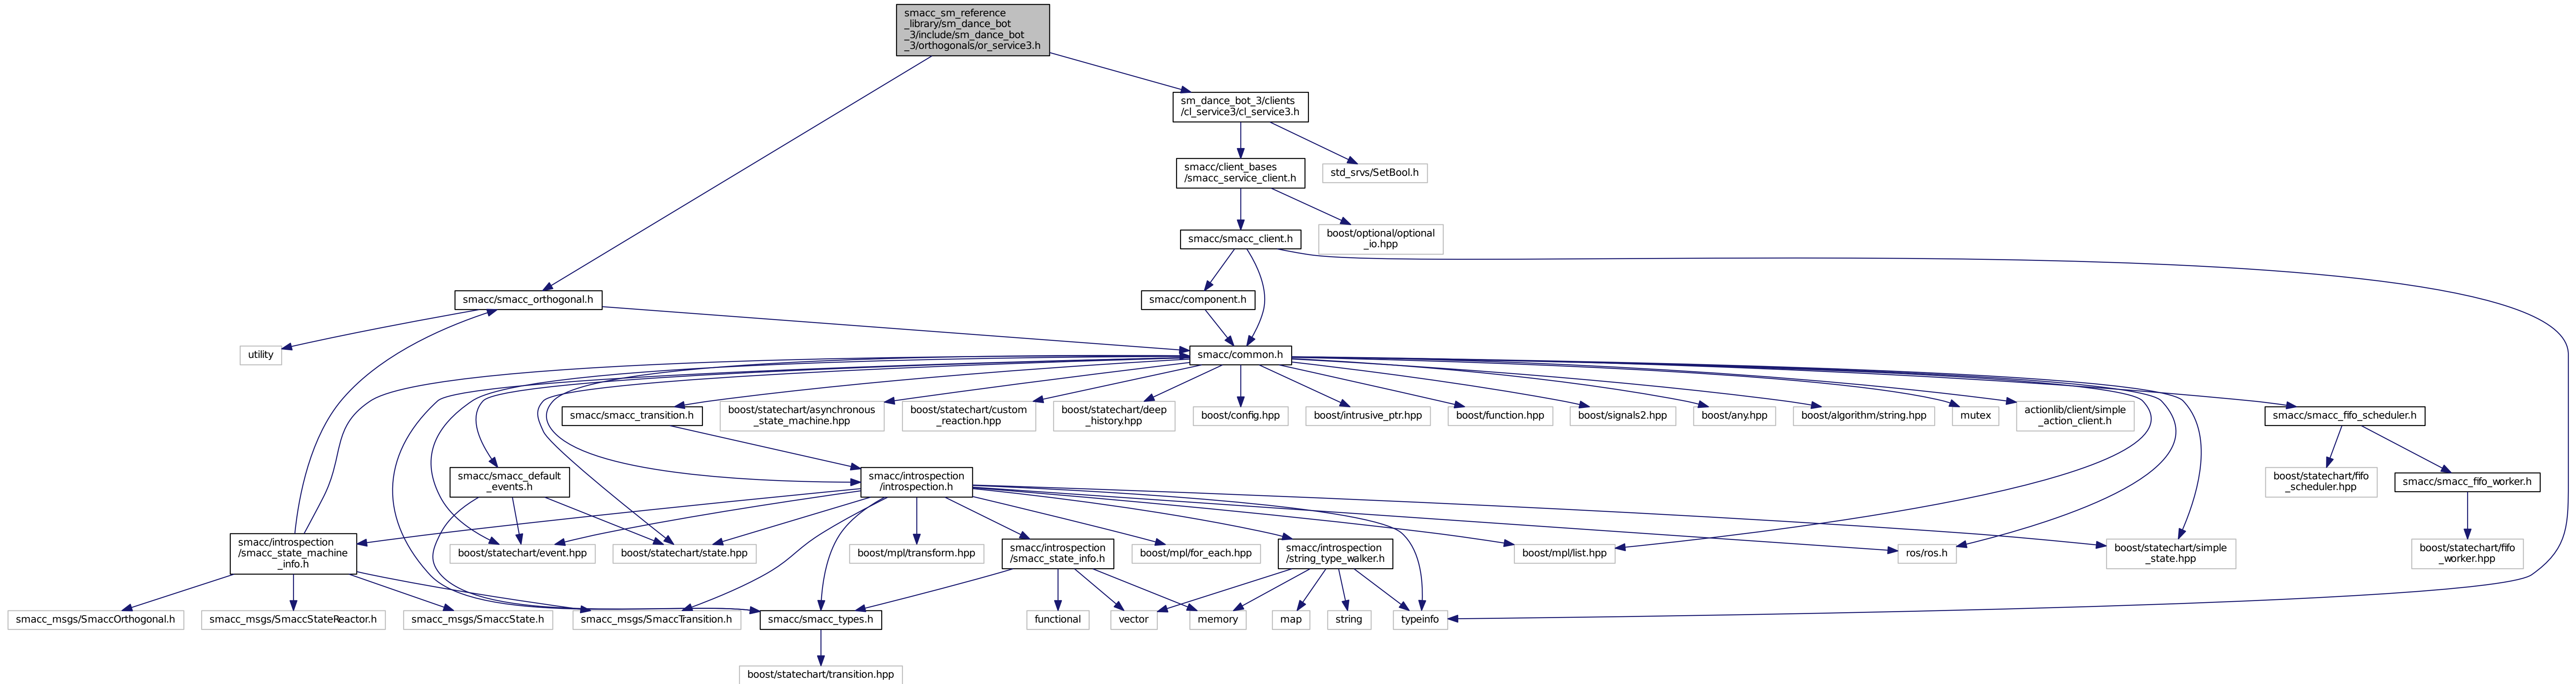 smacc_sm_reference
_library/sm_dance_bot
_3/include/sm_dance_bot
_3/orthogonals/or_service3.h
sm_dance_bot_3/clients
/cl_service3/cl_service3.h
smacc/client_bases
/smacc_service_client.h
std_srvs/SetBool.h
smacc/smacc_client.h
boost/optional/optional
_io.hpp
smacc/smacc_orthogonal.h
smacc/component.h
utility
smacc/common.h
smacc/smacc_transition.h
boost/statechart/asynchronous
_state_machine.hpp
boost/statechart/custom
_reaction.hpp
boost/statechart/deep
_history.hpp
boost/config.hpp
boost/intrusive_ptr.hpp
boost/function.hpp
boost/signals2.hpp
boost/any.hpp
boost/algorithm/string.hpp
mutex
actionlib/client/simple
_action_client.h
smacc/smacc_fifo_scheduler.h
smacc/smacc_default
_events.h
smacc/introspection
/introspection.h
boost/statechart/fifo
_scheduler.hpp
smacc/smacc_fifo_worker.h
smacc/introspection
/smacc_state_machine
_info.h
boost/statechart/event.hpp
boost/statechart/state.hpp
boost/mpl/transform.hpp
smacc/introspection
/smacc_state_info.h
boost/mpl/for_each.hpp
smacc/introspection
/string_type_walker.h
boost/mpl/list.hpp
ros/ros.h
boost/statechart/simple
_state.hpp
boost/statechart/fifo
_worker.hpp
smacc_msgs/SmaccOrthogonal.h
smacc_msgs/SmaccStateReactor.h
smacc_msgs/SmaccState.h
smacc_msgs/SmaccTransition.h
smacc/smacc_types.h
functional
vector
memory
map
string
typeinfo
boost/statechart/transition.hpp